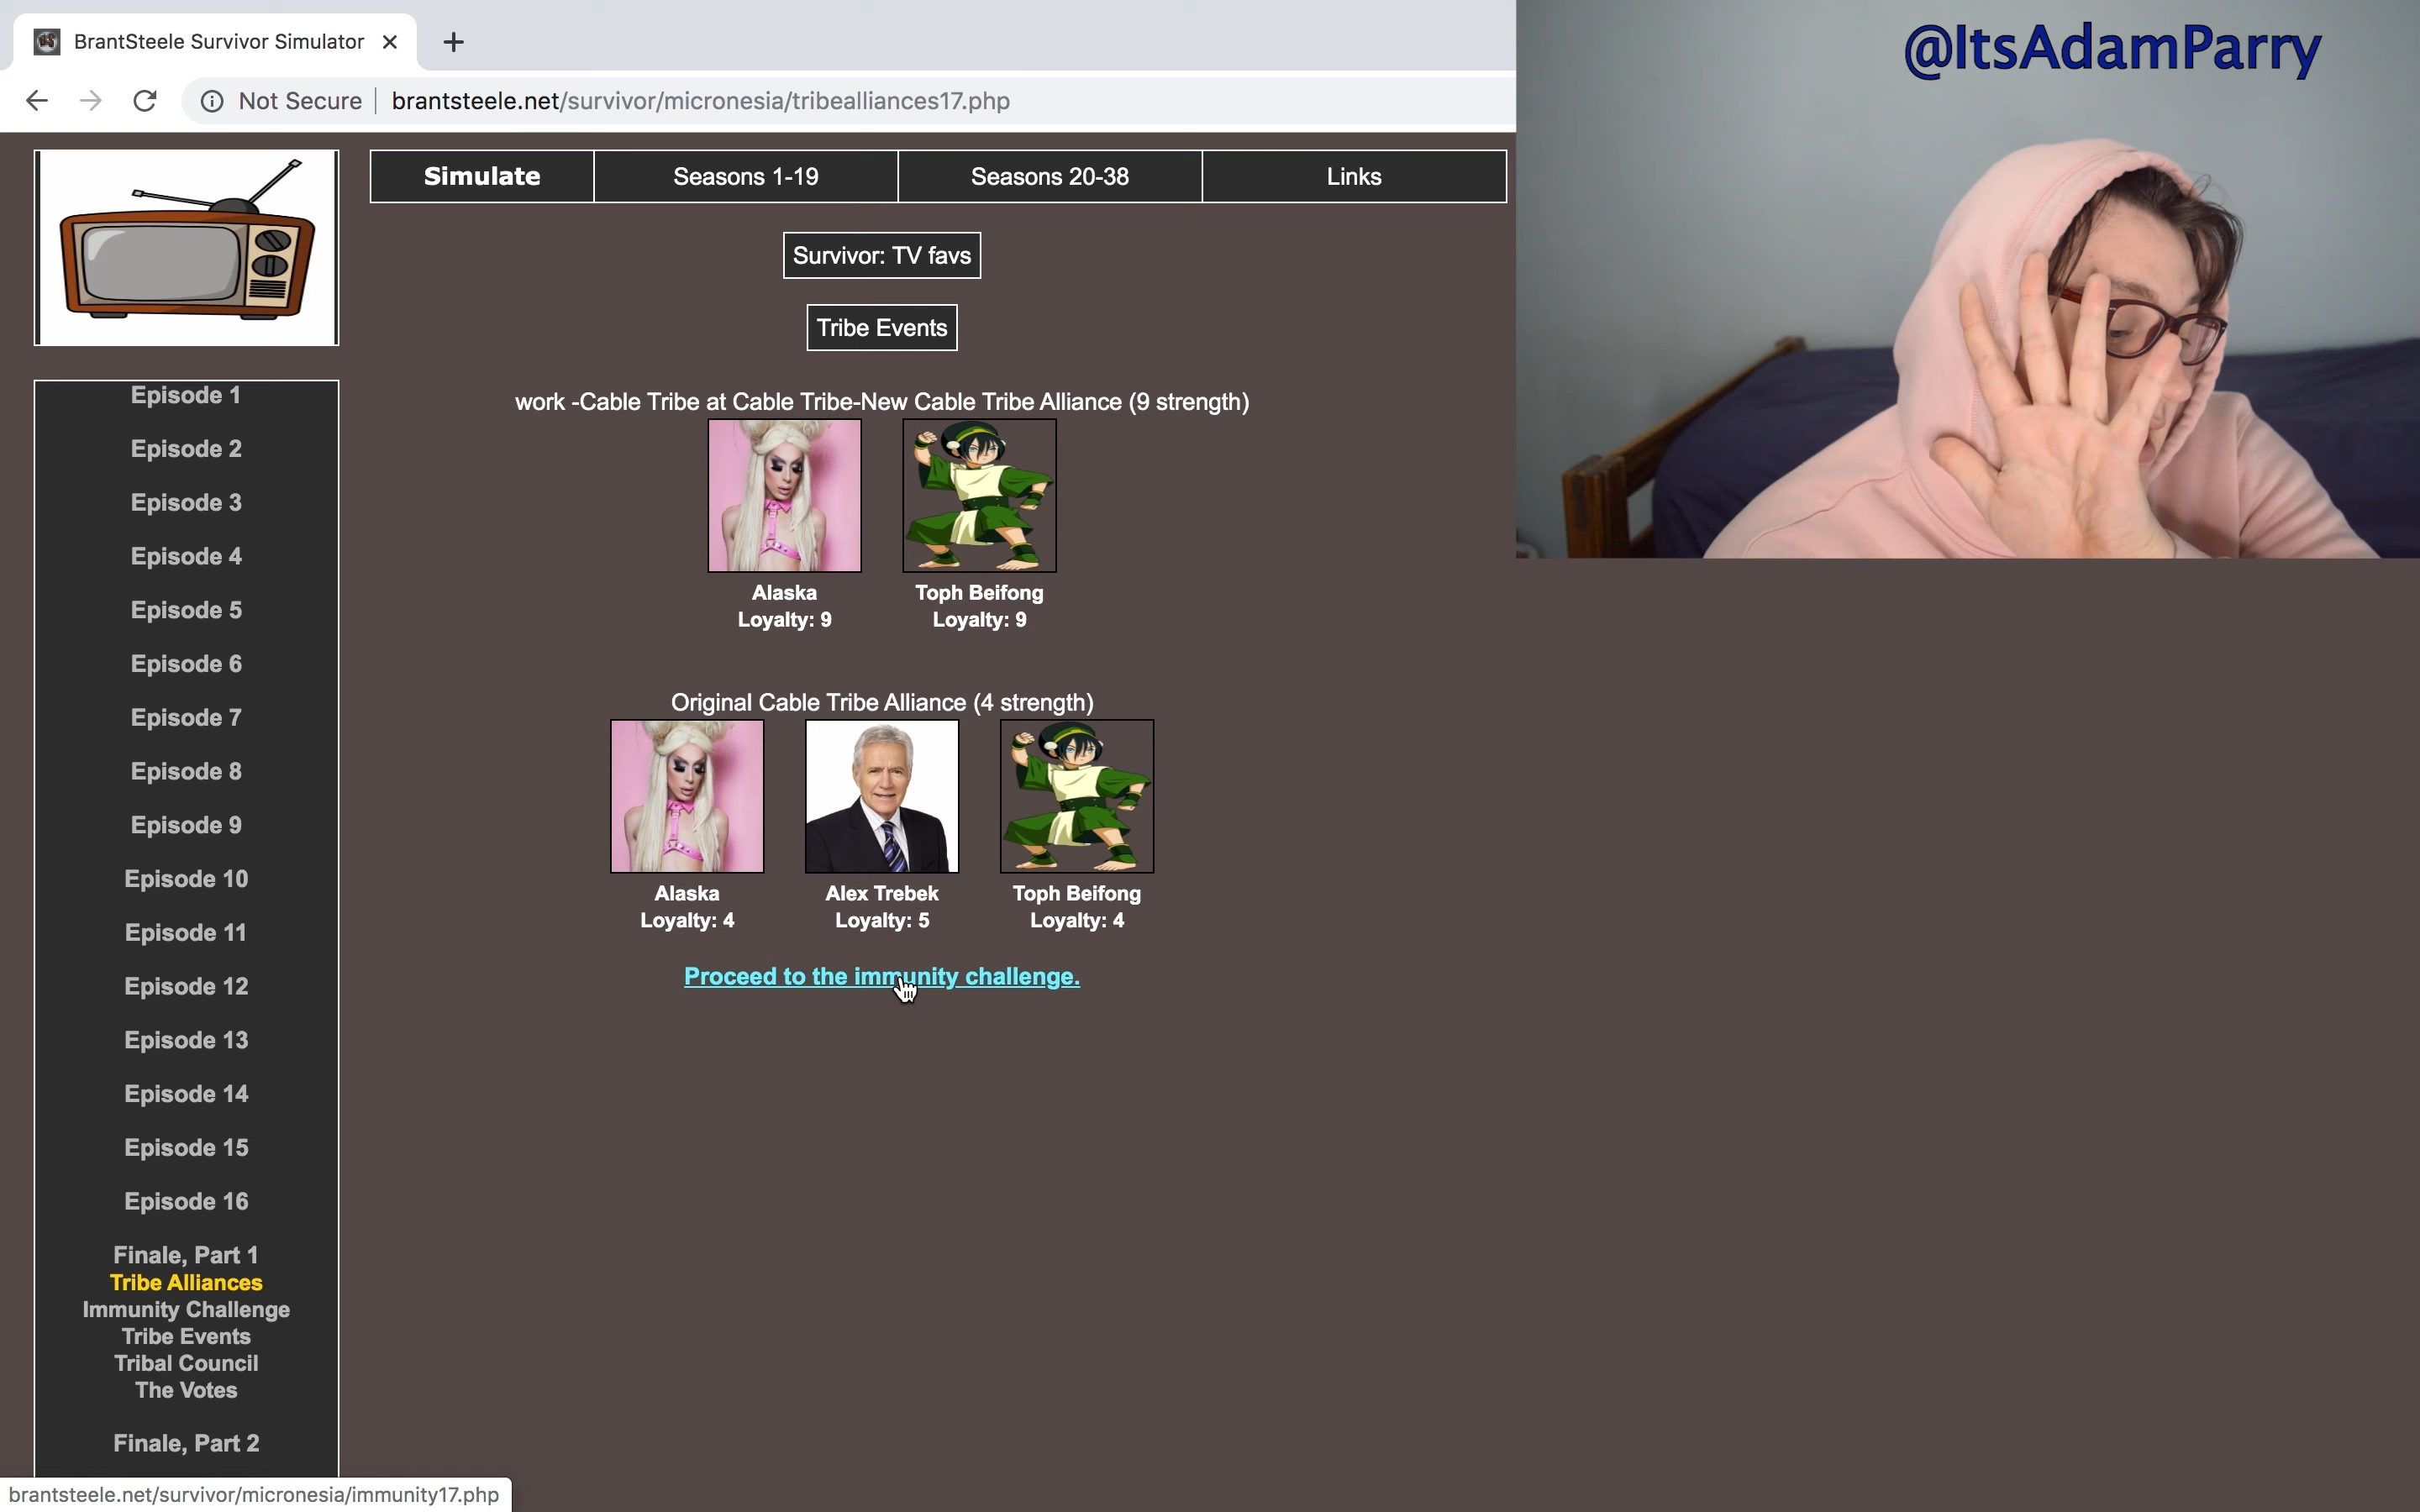 BrantSteele Survivor Simulator
Not Secure | brantsteele.net/survivor/micronesia/tribealliances17.php
@ItsAdamParry
Simulate
Seasons 1-19
Seasons 20-38
Links
Survivor: TV favs
Tribe Events
work -Cable Tribe at Cable Tribe-New Cable Tribe Alliance (9 strength)
Alaska
Loyalty: 9
Toph Beifong
Loyalty: 9
Original Cable Tribe Alliance (4 strength)
Alaska
Loyalty: 4
Alex Trebek
Loyalty: 5
Toph Beifong
Loyalty: 4
Proceed to the immunity challenge.
Episode 1
Episode 2
Episode 3
Episode 4
Episode 5
Episode 6
Episode 7
Episode 8
Episode 9
Episode 10
Episode 11
Episode 12
Episode 13
Episode 14
Episode 15
Episode 16
Finale, Part 1
Tribe Alliances
Immunity Challenge
Tribe Events
Tribal Council
The Votes
Finale, Part 2
brantsteele.net/survivor/micronesia/immunity17.php